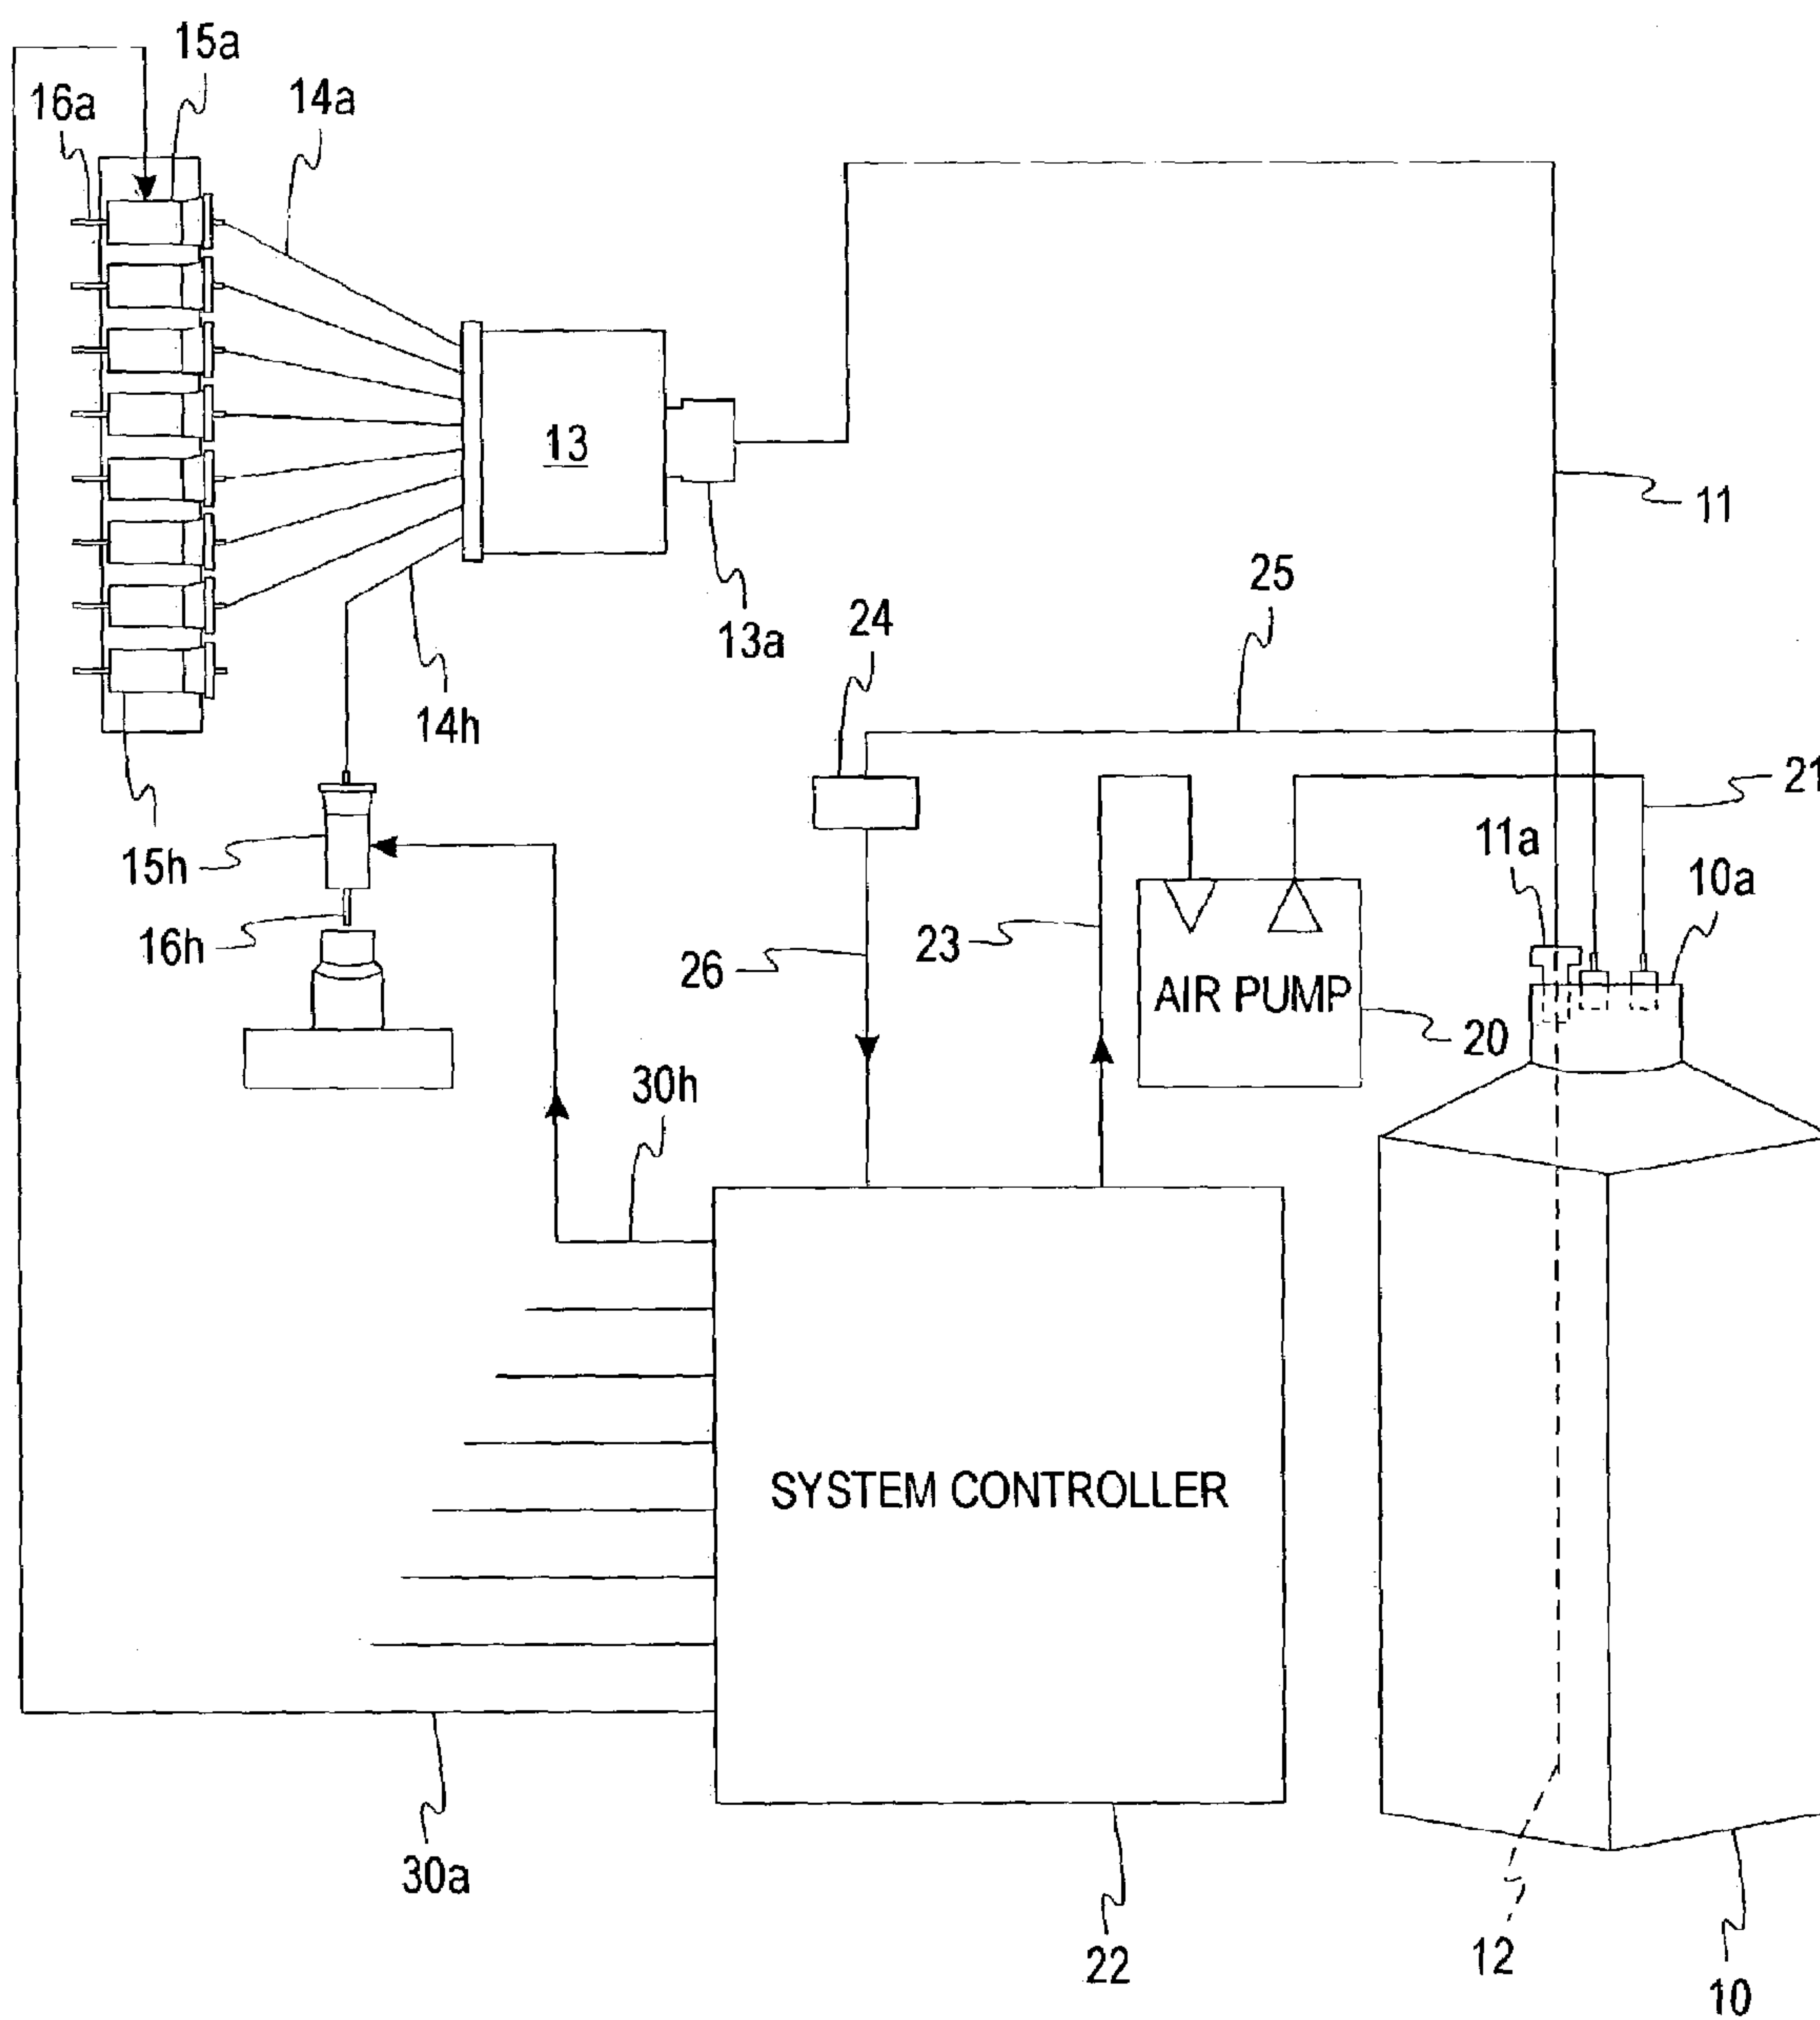 15a
16a
14a
13
11
13a
24
25
14h
21
15h
11a
10a
16h
26
23
AIR PUMP
20
30h
SYSTEM CONTROLLER
30a
22
12
10